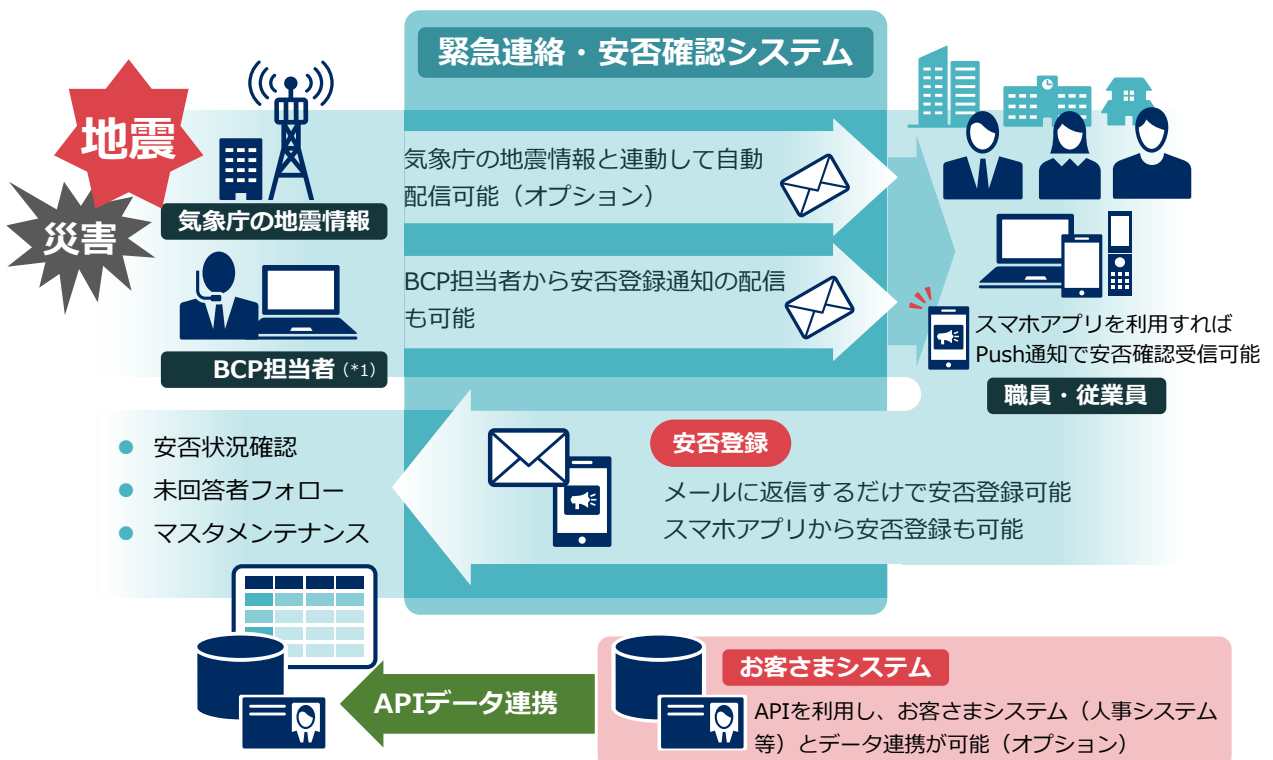 緊急連絡・安否確認システム
地震
災害
気象庁の地震情報
気象庁の地震情報と連動して自動
配信可能（オプション）
BCP担当者（*1）
BCP担当者から安否登録通知の配信
も可能
スマホアプリを利用すれば
Push通知で安否確認受信可能
職員・従業員
安否登録
メールに返信するだけで安否登録可能
スマホアプリから安否登録も可能
● 安否状況確認
● 未回答者フォロー
● マスタメンテナンス
APIデータ連携
お客さまシステム
APIを利用し、お客さまシステム（人事システム
等）とデータ連携が可能（オプション）